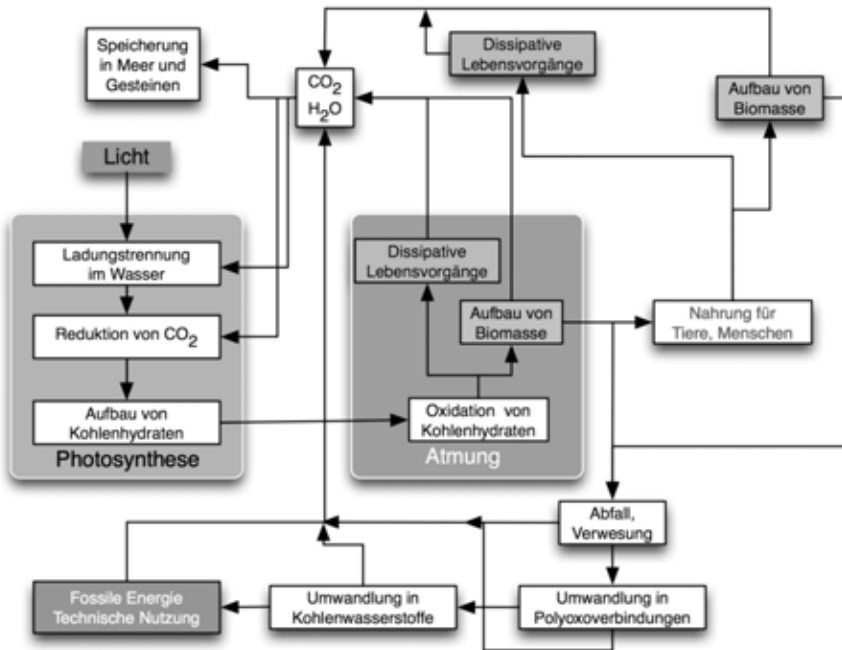 Speicherung
in Meer und
Gesteinen
CO2
H2O
Dissipative
Lebensvorgänge
Aufbau von
Biomasse
Licht
Ladungstrennung
im Wasser
Reduktion von CO2
Aufbau von
Kohlenhydraten
Photosynthese
Dissipative
Lebensvorgänge
Aufbau von
Biomasse
Oxidation von
Kohlenhydraten
Atmung
Nahrung für
Tiere, Menschen
Abfall,
Verwesung
Fossile Energie
Technische Nutzung
Umwandlung in
Kohlenwasserstoffe
Umwandlung in
Polyoxoverbindungen